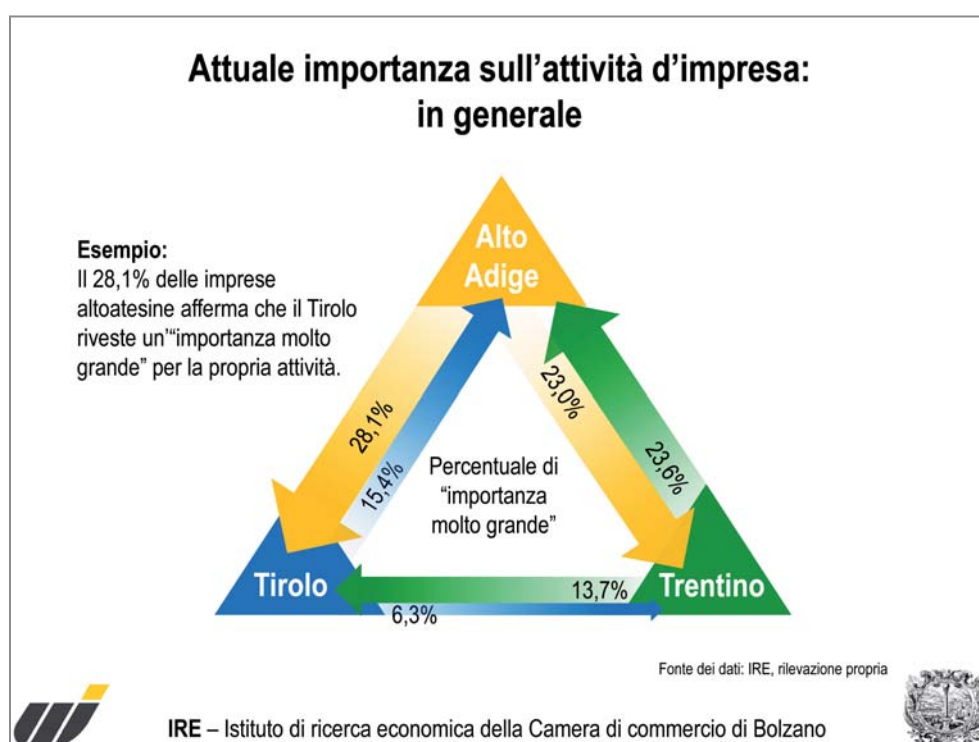 Attuale importanza sull'attività d'impresa:
in generale
Esempio:
Il 28,1% delle imprese
altoatesine afferma che il Tirolo
riveste un'“importanza molto
grande” per la propria attività.
Alto
Adige
28,1%
15,4%
23,0%
23,6%
Percentuale di
“importanza
molto grande”
Tirolo
Trentino
13,7%
6,3%
Fonte dei dati: IRE, rilevazione propria
IRE – Istituto di ricerca economica della Camera di commercio di Bolzano